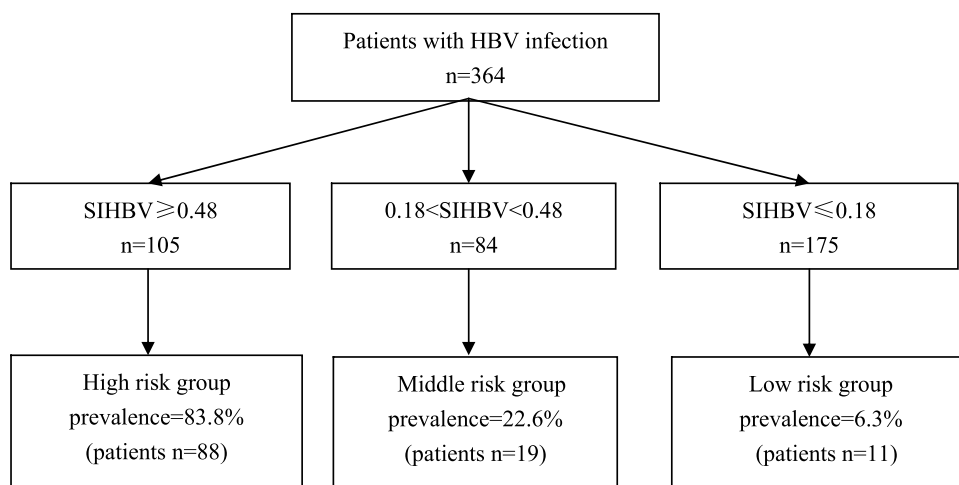 Patients with HBV infection
n=364
SIHBV≥0.48
n=105
0.18<SIHBV<0.48
n=84
SIHBV≤0.18
n=175
High risk group
prevalence=83.8%
(patients n=88)
Middle risk group
prevalence=22.6%
(patients n=19)
Low risk group
prevalence=6.3%
(patients n=11)